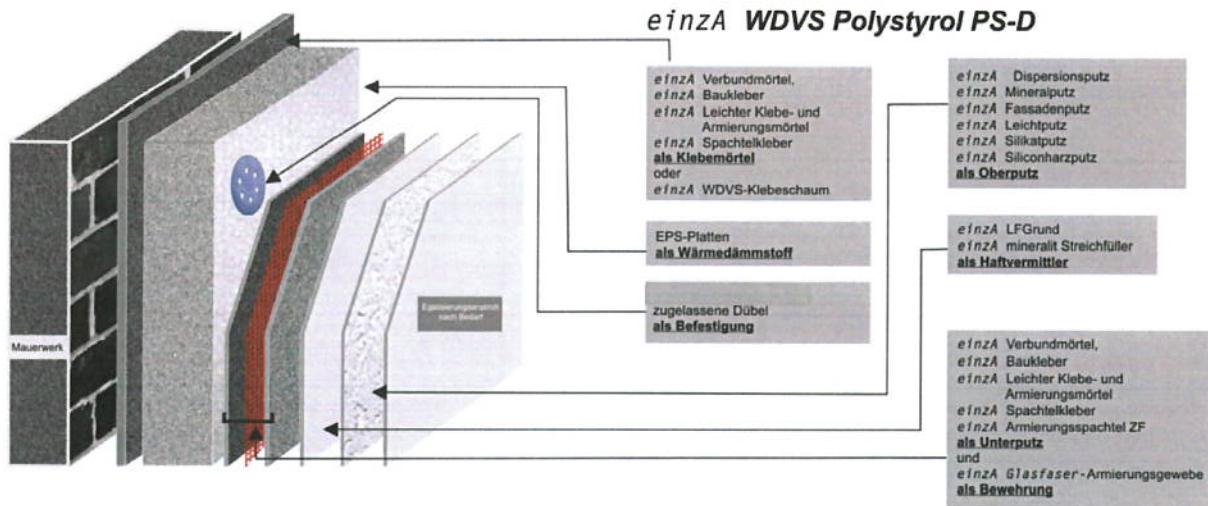 einzA WDVS Polystyrol PS-D
einzA Verbundmörtel,
einzA Baukleber
einzA Leichter Klebe- und
Armierungsmörtel
einzA Spachtelkleber
als Klebemörtel
oder
einzA WDVS-Klebeschaum
EPS-Platten
als Wärmedämmstoff
zugelassene Dübel
als Befestigung
einzA Dispersionsputz
einzA Mineralputz
einzA Fassadenputz
einzA Leichtputz
einzA Silikatputz
einzA Siliconharzputz
als Oberputz
einzA LFGrund
einzA mineralit Streichfüller
als Haftvermittler
einzA Verbundmörtel,
einzA Baukleber
einzA Leichter Klebe- und
Armierungsmörtel
einzA Spachtelkleber
einzA Armierungsspachtel ZF
als Unterputz
und
einzA Glasfaser-Armierungsgewebe
als Bewehrung
Mauerwerk
Egalisierungsanstrich
nach Bedarf